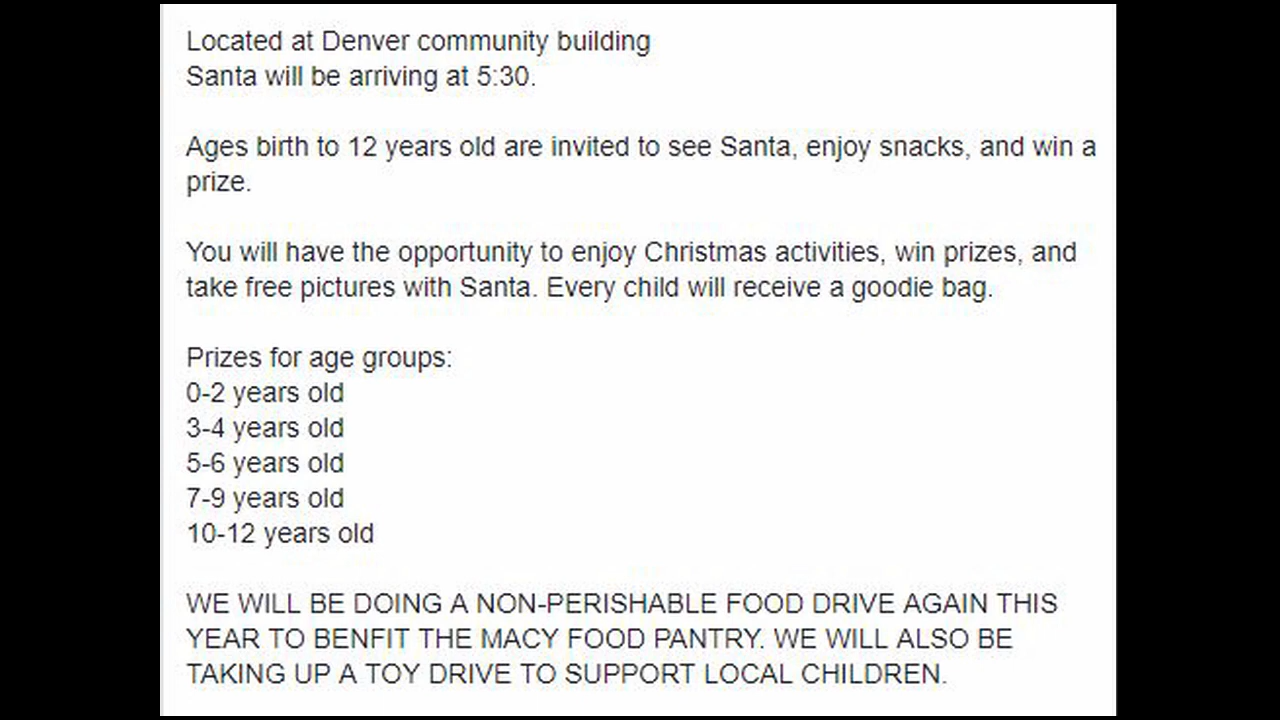 Located at Denver community building
Santa will be arriving at 5:30.
Ages birth to 12 years old are invited to see Santa, enjoy snacks, and win a
prize.
You will have the opportunity to enjoy Christmas activities, win prizes, and
take free pictures with Santa. Every child will receive a goodie bag.
Prizes for age groups:
0-2 years old
3-4 years old
5-6 years old
7-9 years old
10-12 years old
WE WILL BE DOING A NON-PERISHABLE FOOD DRIVE AGAIN THIS
YEAR TO BENFIT THE MACY FOOD PANTRY. WE WILL ALSO BE
TAKING UP A TOY DRIVE TO SUPPORT LOCAL CHILDREN.